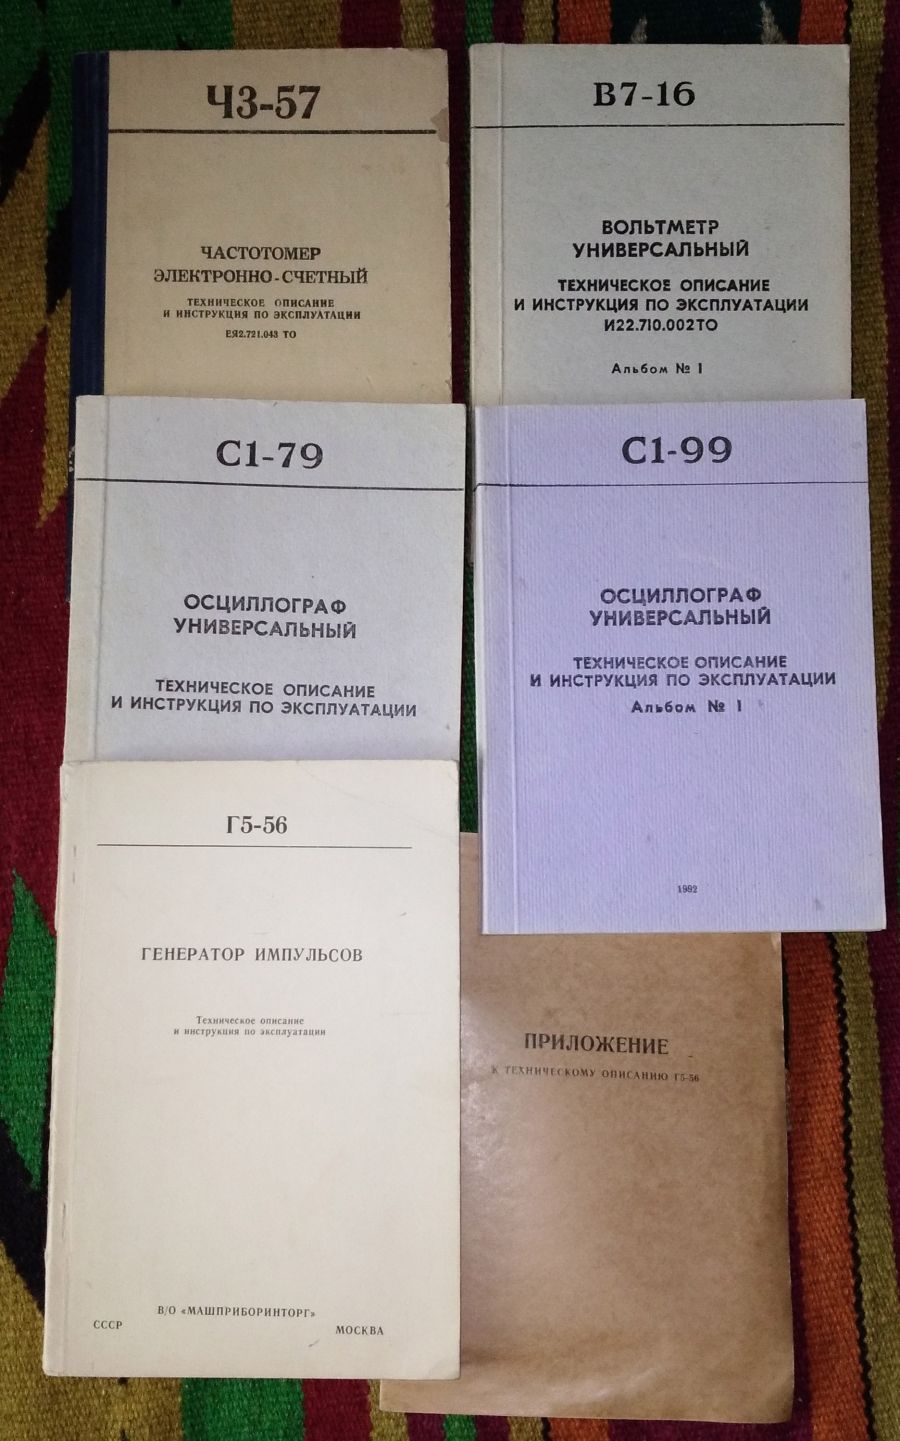 ЧЗ-57
ЧАСТОТОМЕР
ЭЛЕКТРОННО-СЧЕТНЫЙ
ТЕХНИЧЕСКОЕ ОПИСАНИЕ
И ИНСТРУКЦИЯ ПО ЭКСПЛУАТАЦИИ
ЕЯ2.721.043 ТО
В7-16
ВОЛЬТМЕТР
УНИВЕРСАЛЬНЫЙ
ТЕХНИЧЕСКОЕ ОПИСАНИЕ
И ИНСТРУКЦИЯ ПО ЭКСПЛУАТАЦИИ
И22.710.002ТО
Альбом № 1
С1-79
ОСЦИЛЛОГРАФ
УНИВЕРСАЛЬНЫЙ
ТЕХНИЧЕСКОЕ ОПИСАНИЕ
И ИНСТРУКЦИЯ ПО ЭКСПЛУАТАЦИИ
С1-99
ОСЦИЛЛОГРАФ
УНИВЕРСАЛЬНЫЙ
ТЕХНИЧЕСКОЕ ОПИСАНИЕ
И ИНСТРУКЦИЯ ПО ЭКСПЛУАТАЦИИ
Альбом № 1
1992
Г5-56
ГЕНЕРАТОР ИМПУЛЬСОВ
Техническое описание
и инструкция по эксплуатации
В/О «МАШПРИБОРИНТОРГ»
СССР МОСКВА
ПРИЛОЖЕНИЕ
К ТЕХНИЧЕСКОМУ ОПИСАНИЮ Г5-56